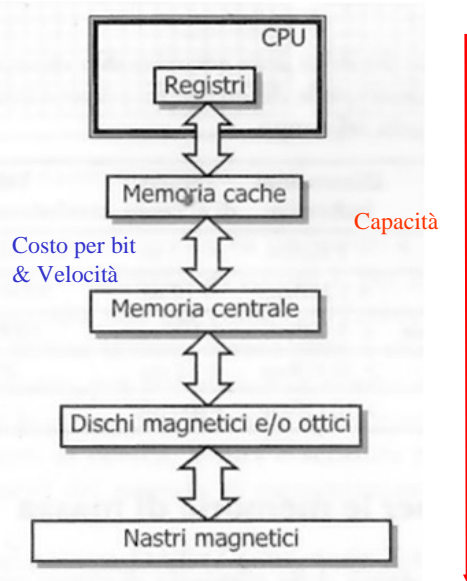 CPU
Registri
Memoria cache
Capacità
Costo per bit
& Velocità
Memoria centrale
Dischi magnetici e/o ottici
Nastri magnetici